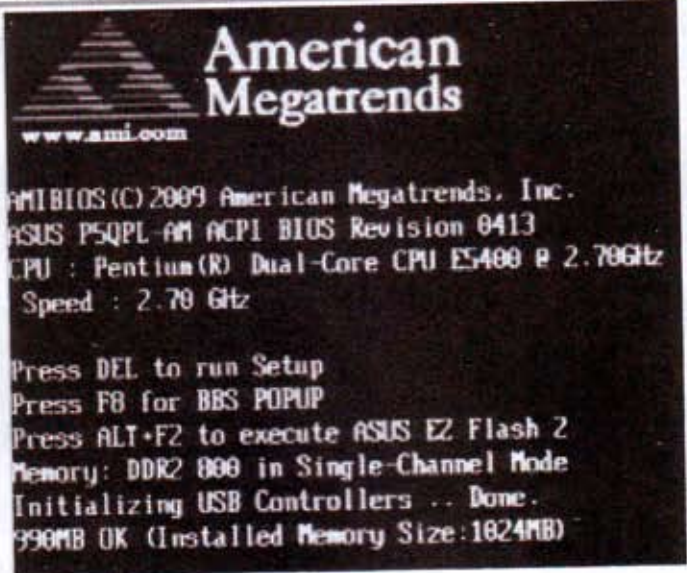 American
Megatrends
www.ami.com
AMIBIOS(C)2009 American Megatrends, Inc.
ASUS P5QPL-AM ACPI BIOS Revision 0413
CPU : Pentium(R) Dual-Core CPU E5400 @ 2.70GHz
Speed : 2.70 GHz
Press DEL to run Setup
Press F8 for BBS POPUP
Press ALT+F2 to execute ASUS EZ Flash 2
Memory: DDR2 800 in Single-Channel Mode
Initializing USB Controllers .. Done.
990MB OK (Installed Memory Size:1024MB)